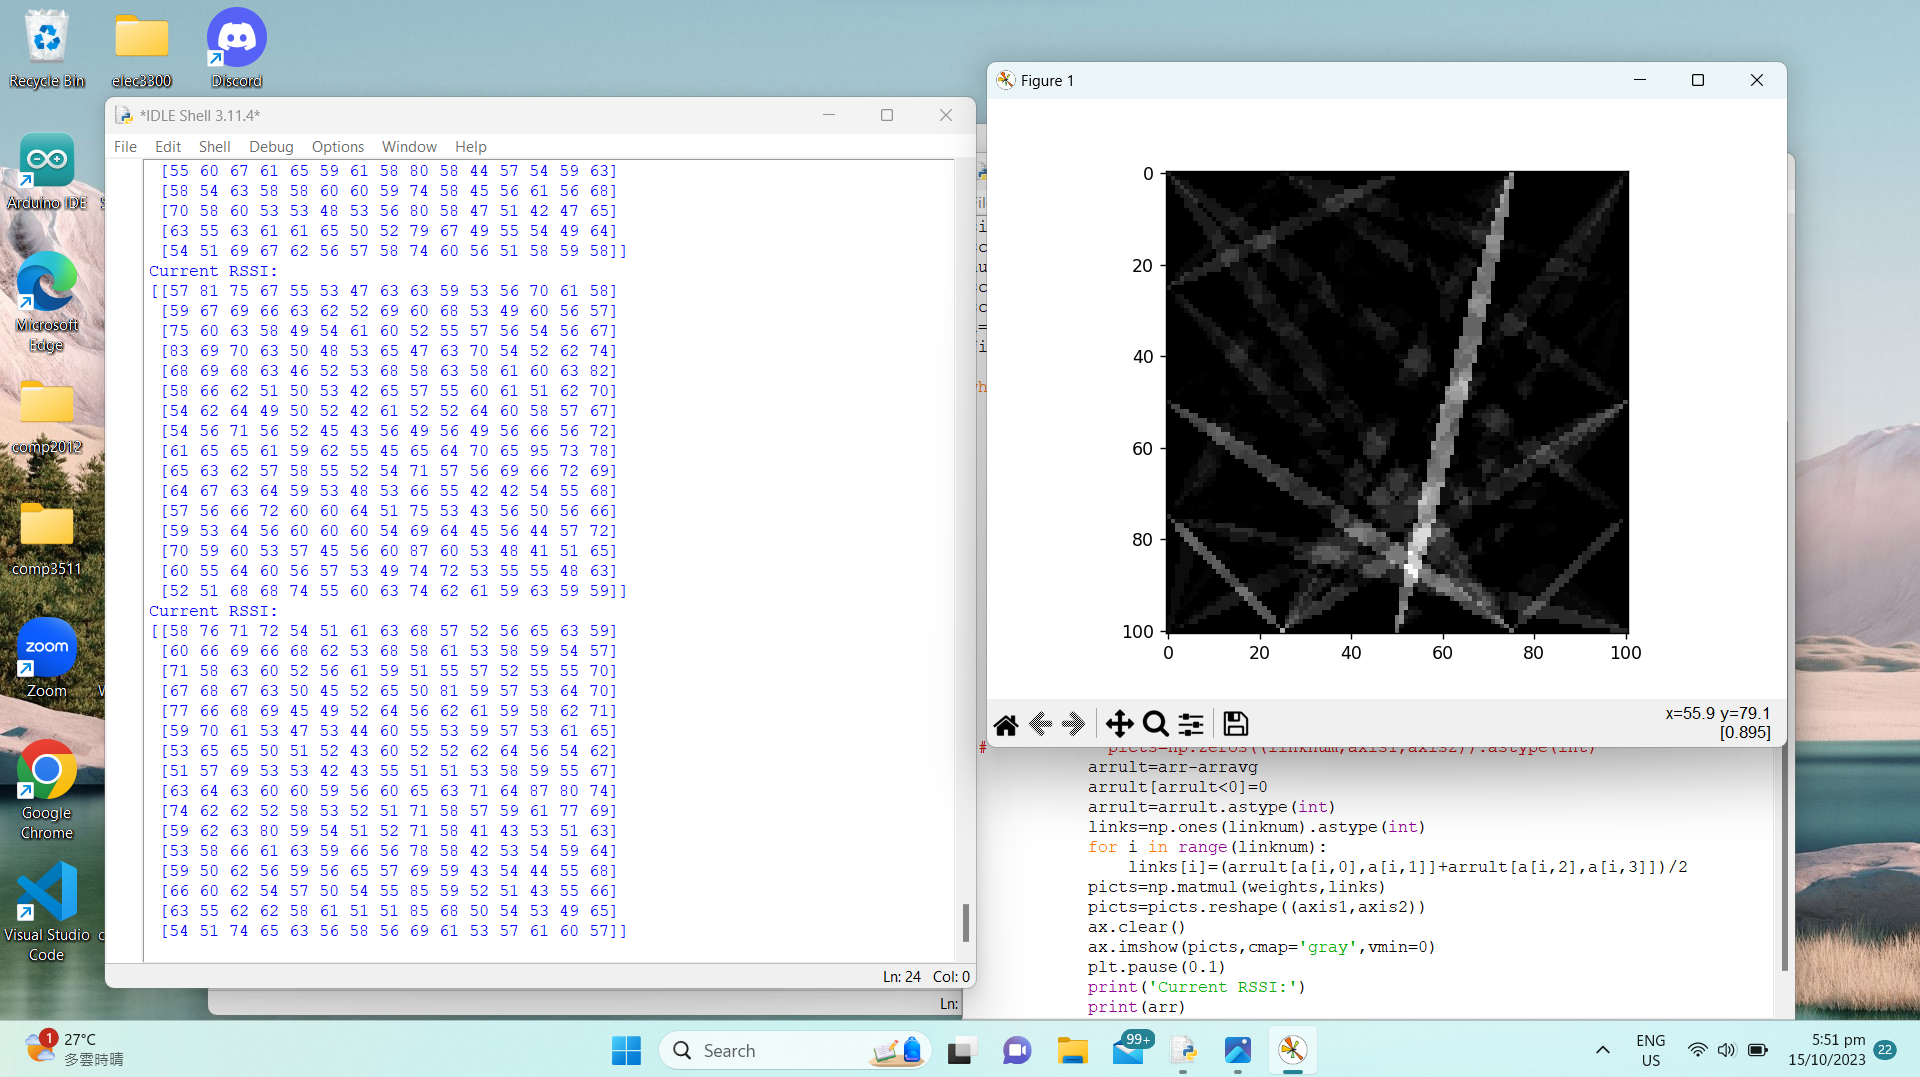 Recycle Bin
elec3300
Discord
Arduino IDE
Microsoft
Edge
comp2012
comp3511
Zoom
Google
Chrome
Visual Studio
Code
*IDLE Shell 3.11.4*
File Edit Shell Debug Options Window Help
[55 60 67 61 65 59 61 58 80 58 44 57 54 59 63]
[58 54 63 58 58 60 60 59 74 58 45 56 61 56 68]
[70 58 60 53 53 48 53 56 80 58 47 51 42 47 65]
[63 55 63 61 61 65 50 52 79 67 49 55 54 49 64]
[54 51 69 67 62 56 57 58 74 60 56 51 58 59 58]]
Current RSSI:
[[57 81 75 67 55 53 47 63 63 59 53 56 70 61 58]
[59 67 69 66 63 62 52 69 60 68 53 49 60 56 57]
[75 60 63 58 49 54 61 60 52 55 57 56 54 56 67]
[83 69 70 63 50 48 53 65 47 63 70 54 52 62 74]
[68 69 68 63 46 52 53 68 58 63 58 61 60 63 82]
[58 66 62 51 50 53 42 65 57 55 60 61 51 62 70]
[54 62 64 49 50 52 42 61 52 52 64 60 58 57 67]
[54 56 71 56 52 45 43 56 49 56 49 56 66 56 72]
[61 65 65 61 59 62 55 45 65 64 70 65 95 73 78]
[65 63 62 57 58 55 52 54 71 57 56 69 66 72 69]
[64 67 63 64 59 53 48 53 66 55 42 42 54 55 68]
[57 56 66 72 60 60 64 51 75 53 43 56 50 56 66]
[59 53 64 56 60 60 60 54 69 64 45 56 44 57 72]
[70 59 60 53 57 45 56 60 87 60 53 48 41 51 65]
[60 55 64 60 56 57 53 49 74 72 53 55 55 48 63]
[52 51 68 68 74 55 60 63 74 62 61 59 63 59 59]]
Current RSSI:
[[58 76 71 72 54 51 61 63 68 57 52 56 65 63 59]
[60 66 69 66 68 62 53 68 58 61 53 58 59 54 57]
[71 58 63 60 52 56 61 59 51 55 57 52 55 55 70]
[67 68 67 63 50 45 52 65 50 81 59 57 53 64 70]
[77 66 68 69 45 49 52 64 56 62 61 59 58 62 71]
[59 70 61 53 47 53 44 60 55 53 59 57 53 61 65]
[53 65 65 50 51 52 43 60 52 52 62 64 56 54 62]
[51 57 69 53 53 42 43 55 51 51 53 58 59 55 67]
[63 64 63 60 60 59 56 60 65 63 71 64 87 80 74]
[74 62 62 52 58 53 52 51 71 58 57 59 61 77 69]
[59 62 63 80 59 54 51 52 71 58 41 43 53 51 63]
[53 58 66 61 63 59 66 56 78 58 42 53 54 59 64]
[59 50 62 56 59 56 65 57 69 59 43 54 44 55 68]
[66 60 62 54 57 50 54 55 85 59 52 51 43 55 66]
[63 55 62 62 58 61 51 51 85 68 50 54 53 49 65]
[54 51 74 65 63 56 58 56 69 61 53 57 61 60 57]]
Ln: 24 Col: 0
Ln:
Figure 1
0
20
40
60
80
100
0 20 40 60 80 100
x=55.9 y=79.1
[0.895]
# picts=np.zeros((linknum,axis1,axis2)).astype(int)
arrult=arr-arravg
arrult[arrult<0]=0
arrult=arrult.astype(int)
links=np.ones(linknum).astype(int)
for i in range(linknum):
links[i]=(arrult[a[i,0],a[i,1]]+arrult[a[i,2],a[i,3]])/2
picts=np.matmul(weights,links)
picts=picts.reshape((axis1,axis2))
ax.clear()
ax.imshow(picts,cmap='gray',vmin=0)
plt.pause(0.1)
print('Current RSSI:')
print(arr)
1
27°C
多雲時晴
Search
99+
ENG
US
5:51 pm
15/10/2023
22